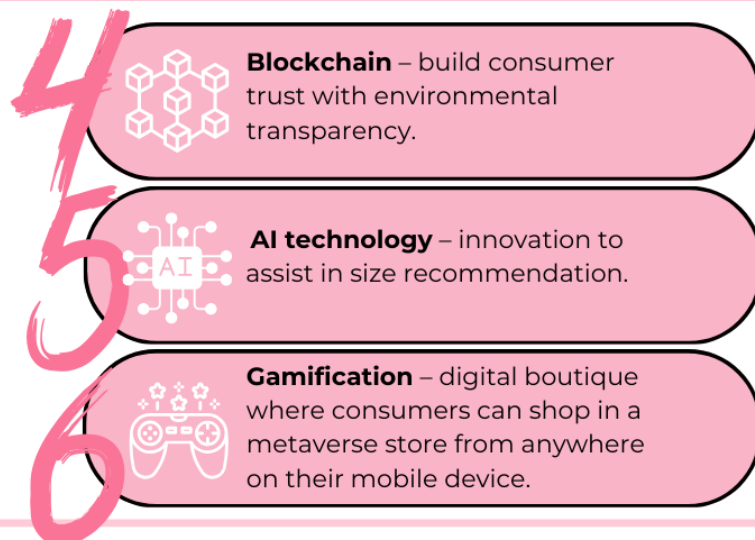 4
Blockchain – build consumer
trust with environmental
transparency.
5
AI
AI technology – innovation to
assist in size recommendation.
6
Gamification – digital boutique
where consumers can shop in a
metaverse store from anywhere
on their mobile device.